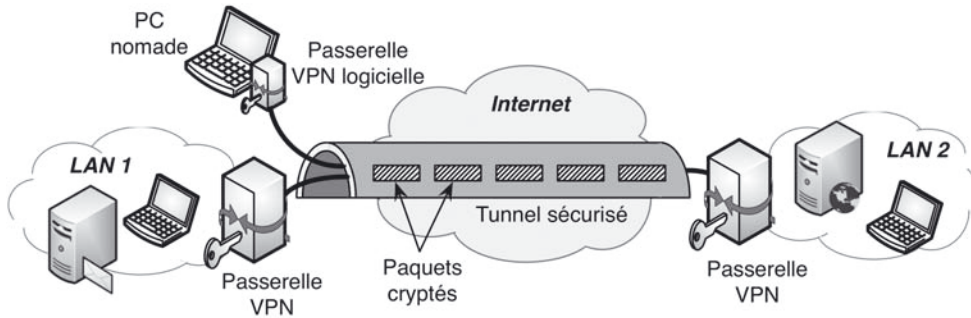 PC
nomade
Passerelle
VPN logicielle
Internet
LAN 1
LAN 2
Tunnel sécurisé
Passerelle
VPN
Paquets
cryptés
Passerelle
VPN